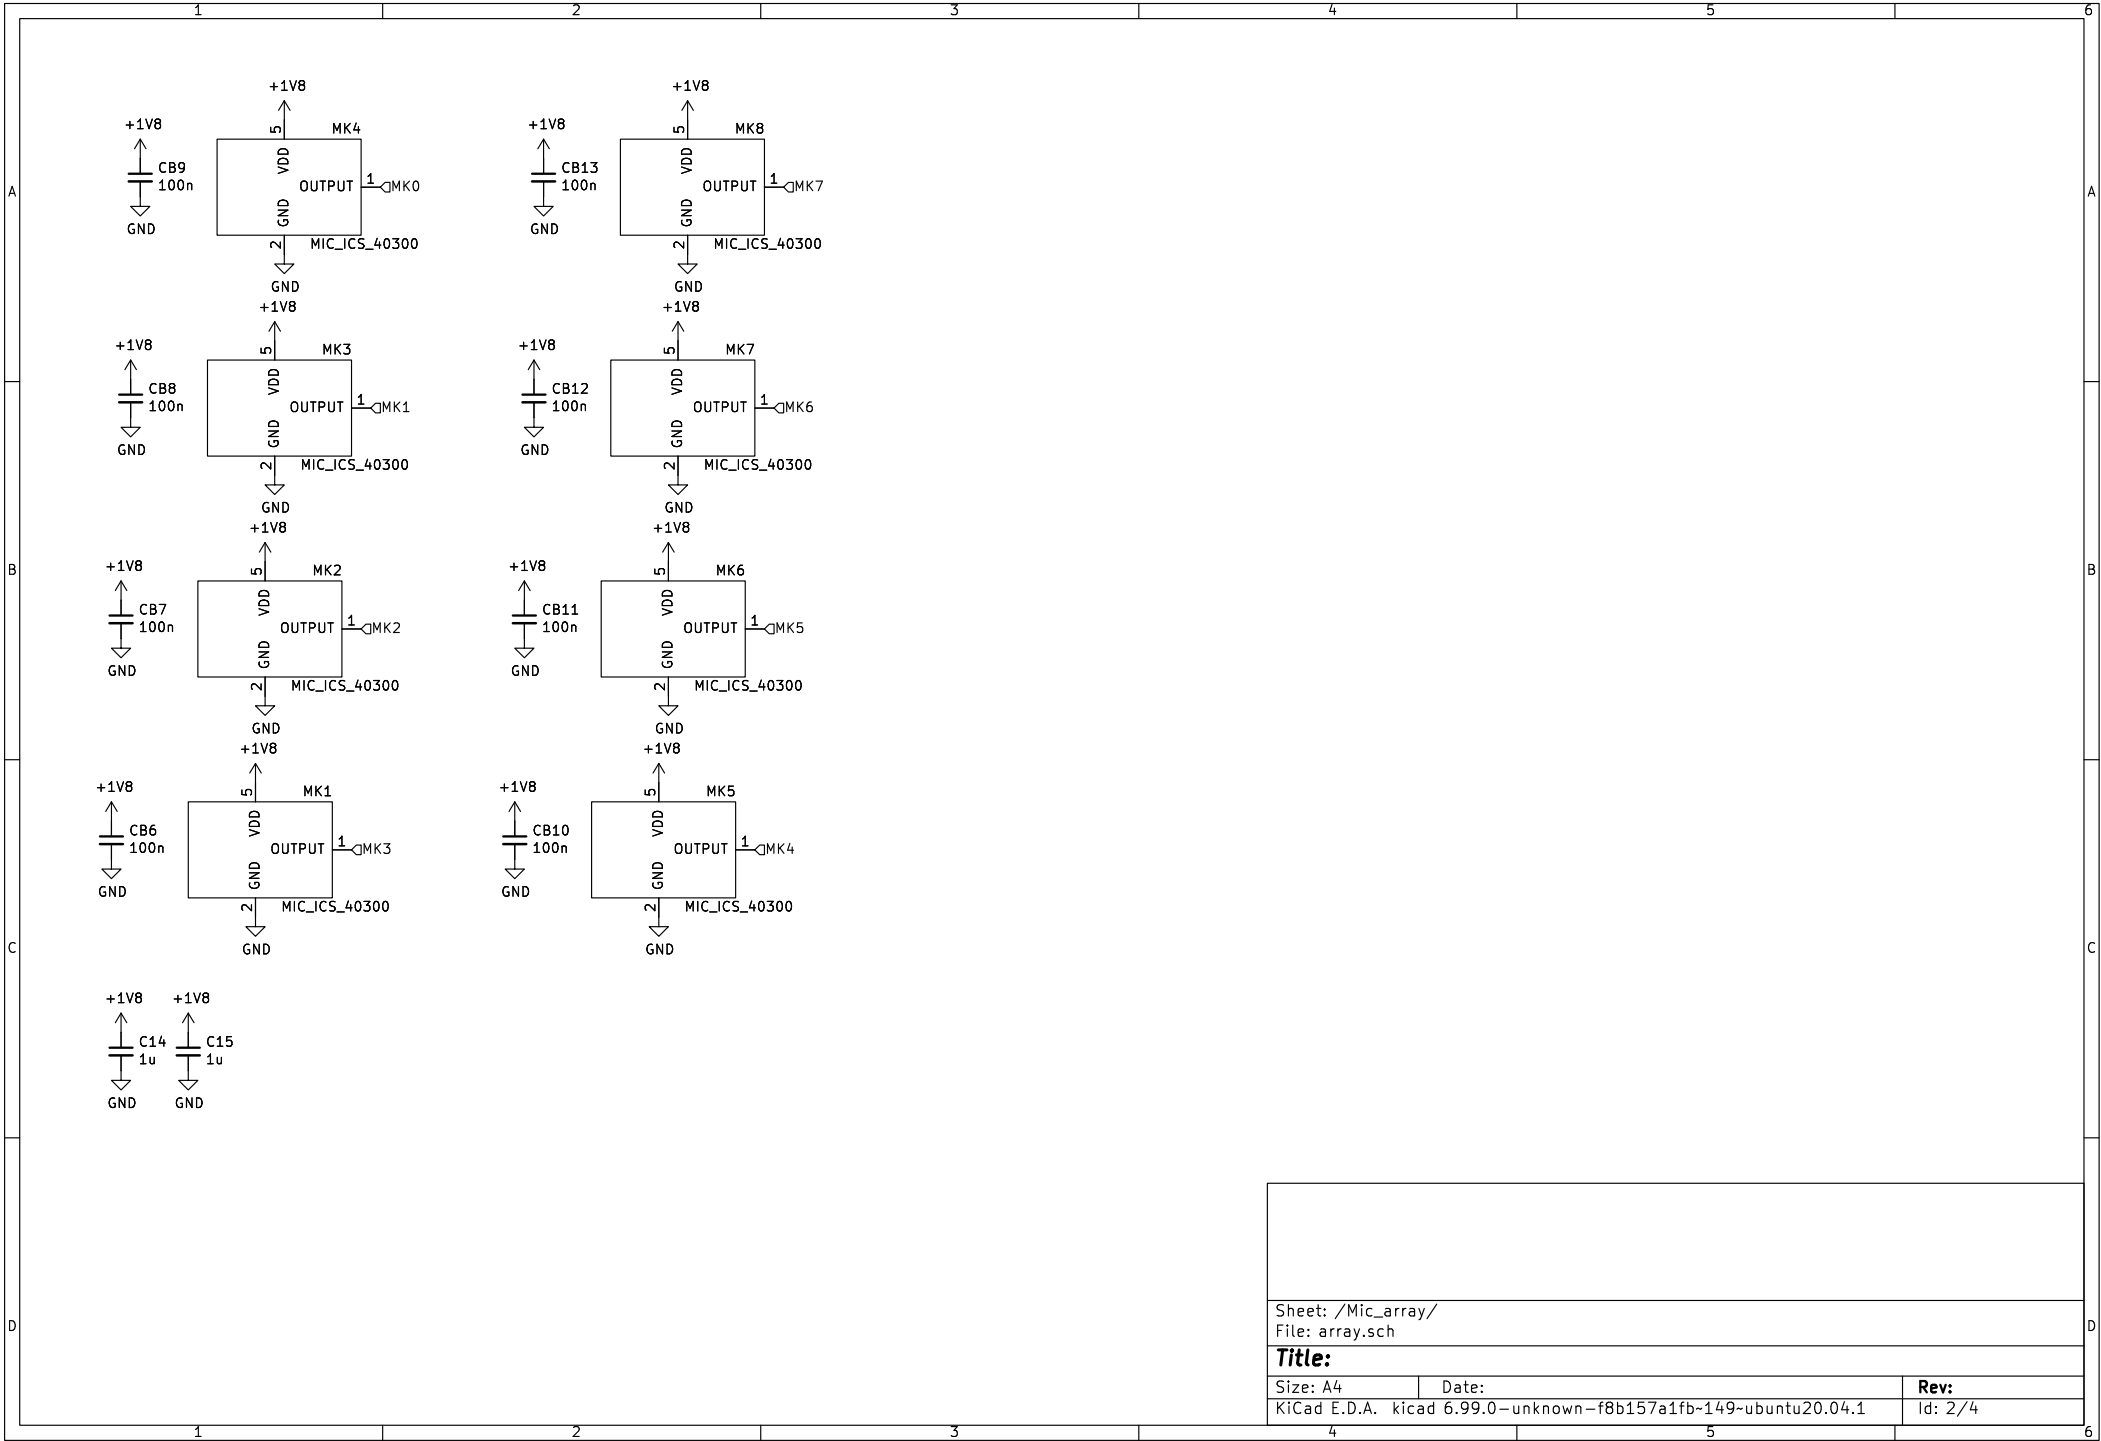 1 2 3 4 5 6
A A
B B
C C
D D
+1V8
+1V8
CB9
100n
GND
5
MK4
VDD
OUTPUT
1
MK0
GND
2
MIC_ICS_40300
GND
+1V8
+1V8
CB13
100n
GND
5
MK8
VDD
OUTPUT
1
MK7
GND
2
MIC_ICS_40300
GND
+1V8
+1V8
CB8
100n
GND
5
MK3
VDD
OUTPUT
1
MK1
GND
2
MIC_ICS_40300
GND
+1V8
+1V8
CB12
100n
GND
5
MK7
VDD
OUTPUT
1
MK6
GND
2
MIC_ICS_40300
GND
+1V8
+1V8
CB7
100n
GND
5
MK2
VDD
OUTPUT
1
MK2
GND
2
MIC_ICS_40300
GND
+1V8
+1V8
CB11
100n
GND
5
MK6
VDD
OUTPUT
1
MK5
GND
2
MIC_ICS_40300
GND
+1V8
+1V8
CB6
100n
GND
5
MK1
VDD
OUTPUT
1
MK3
GND
2
MIC_ICS_40300
GND
+1V8
+1V8
CB10
100n
GND
5
MK5
VDD
OUTPUT
1
MK4
GND
2
MIC_ICS_40300
GND
+1V8
C14
1u
GND
+1V8
C15
1u
GND
Sheet: /Mic_array/
File: array.sch
Title:
Size: A4 Date: Rev:
KiCad E.D.A. kicad 6.99.0-unknown-f8b157a1fb~149~ubuntu20.04.1 Id: 2/4
1 2 3 4 5 6